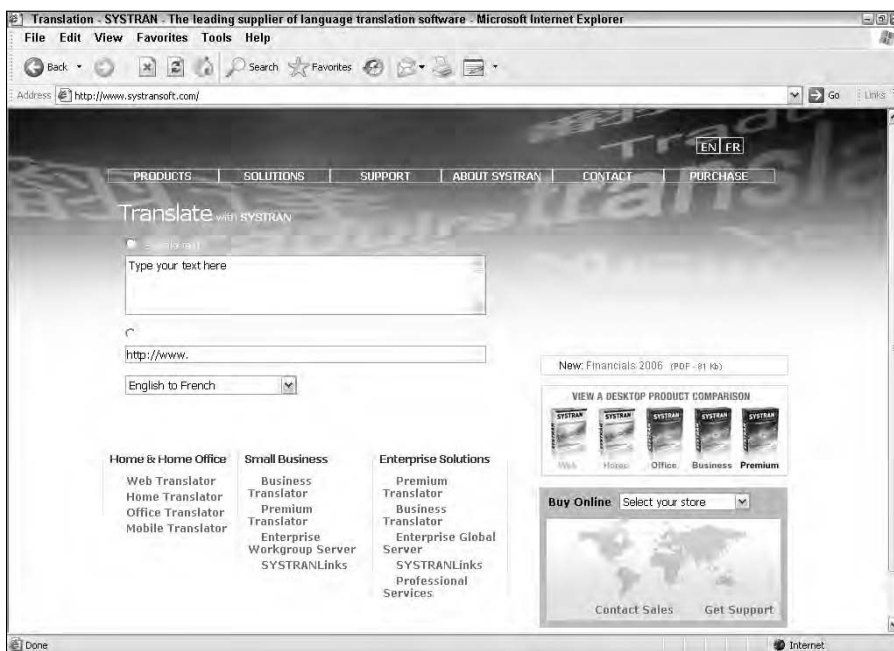 Translation - SYSTRAN - The leading supplier of language translation software - Microsoft Internet Explorer
File Edit View Favorites Tools Help
Back Search Favorites
Address http://www.systransoft.com/ Go Links
EN FR
PRODUCTS SOLUTIONS SUPPORT ABOUT SYSTRAN CONTACT PURCHASE
Translate with SYSTRAN
Type your text here
http://www.
English to French
New: Financials 2006 (PDF - 81 Kb)
VIEW A DESKTOP PRODUCT COMPARISON
SYSTRAN SYSTRAN SYSTRAN SYSTRAN SYSTRAN
Web Home Office Business Premium
Home & Home Office
Web Translator
Home Translator
Office Translator
Mobile Translator
Small Business
Business
Translator
Premium
Translator
Enterprise
Workgroup Server
SYSTRANLinks
Enterprise Solutions
Premium
Translator
Business
Translator
Enterprise Global
Server
SYSTRANLinks
Professional
Services
Buy Online Select your store
Contact Sales Get Support
Done Internet